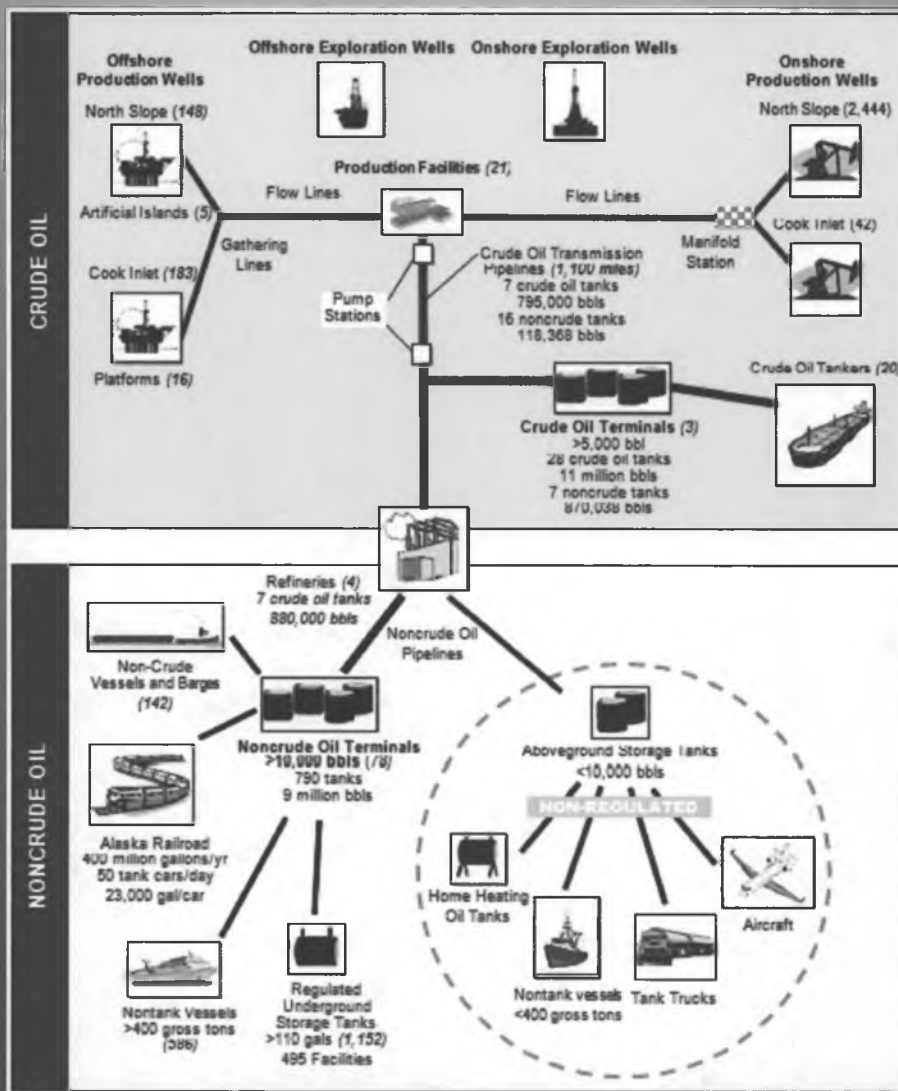 CRUDE OIL
Offshore Exploration Wells
Onshore Exploration Wells
Offshore
Production Wells
North Slope (148)
Onshore
Production Wells
North Slope (2,444)
Production Facilities (21)
Flow Lines
Flow Lines
Artificial Islands (5)
Gathering
Lines
Cook Inlet (183)
Manifold
Station
Cook Inlet (42)
Crude Oil Transmission
Pipelines (1,100 miles)
7 crude oil tanks
795,000 bbls
16 noncrude tanks
118,368 bbls
Pump
Stations
Platforms (16)
Crude Oil Tankers (20)
Crude Oil Terminals (3)
>5,000 bbl
28 crude oil tanks
11 million bbls
7 noncrude tanks
870,038 bbls
NONCRUDE OIL
Refineries (4)
7 crude oil tanks
880,000 bbls
Noncrude Oil
Pipelines
Non-Crude
Vessels and Barges
(142)
Noncrude Oil Terminals
>10,000 bbls (78)
790 tanks
9 million bbls
Aboveground Storage Tanks
<10,000 bbls
NON-REGULATED
Alaska Railroad
400 million gallons/yr
50 tank cars/day
23,000 gal/car
Home Heating
Oil Tanks
Aircraft
Nontank vessels
<400 gross tons
Tank Trucks
Nontank Vessels
>400 gross tons
(586)
Regulated
Underground
Storage Tanks
>110 gals (1,152)
495 Facilities